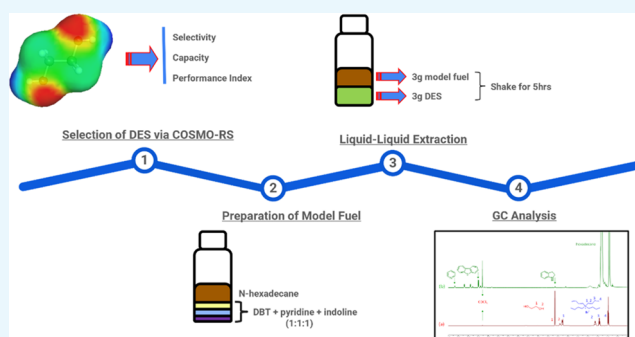 Selectivity
Capacity
Performance Index
3g model fuel
3g DES
Shake for 5hrs
Selection of DES via COSMO-RS
Liquid-Liquid Extraction
1
2
3
4
Preparation of Model Fuel
GC Analysis
N-hexadecane
DBT + pyridine + indoline
(1:1:1)